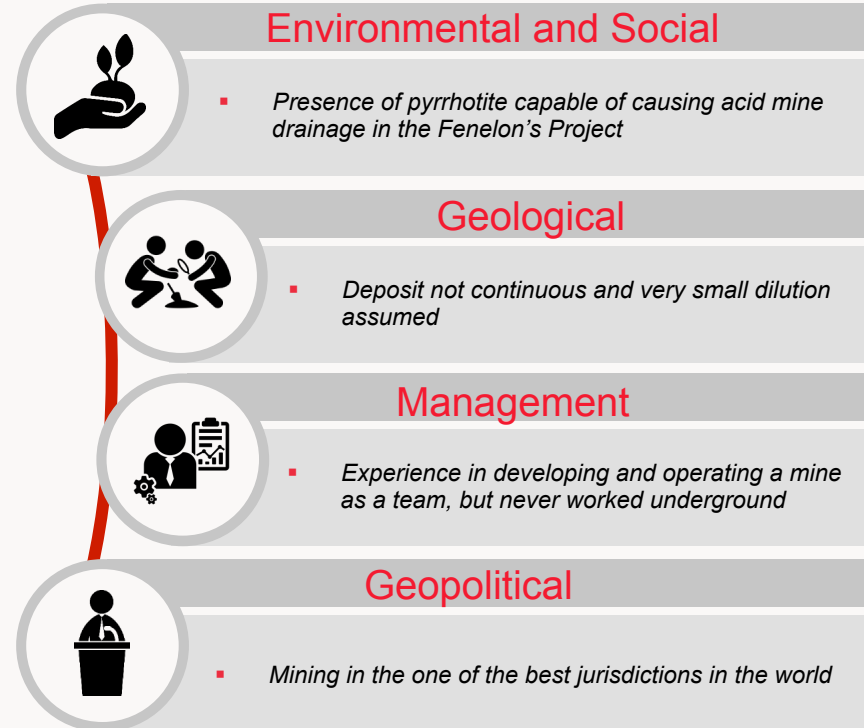 Environmental and Social
▪ Presence of pyrrhotite capable of causing acid mine
drainage in the Fenelon's Project
Geological
▪ Deposit not continuous and very small dilution
assumed
Management
▪ Experience in developing and operating a mine
as a team, but never worked underground
Geopolitical
▪ Mining in the one of the best jurisdictions in the world